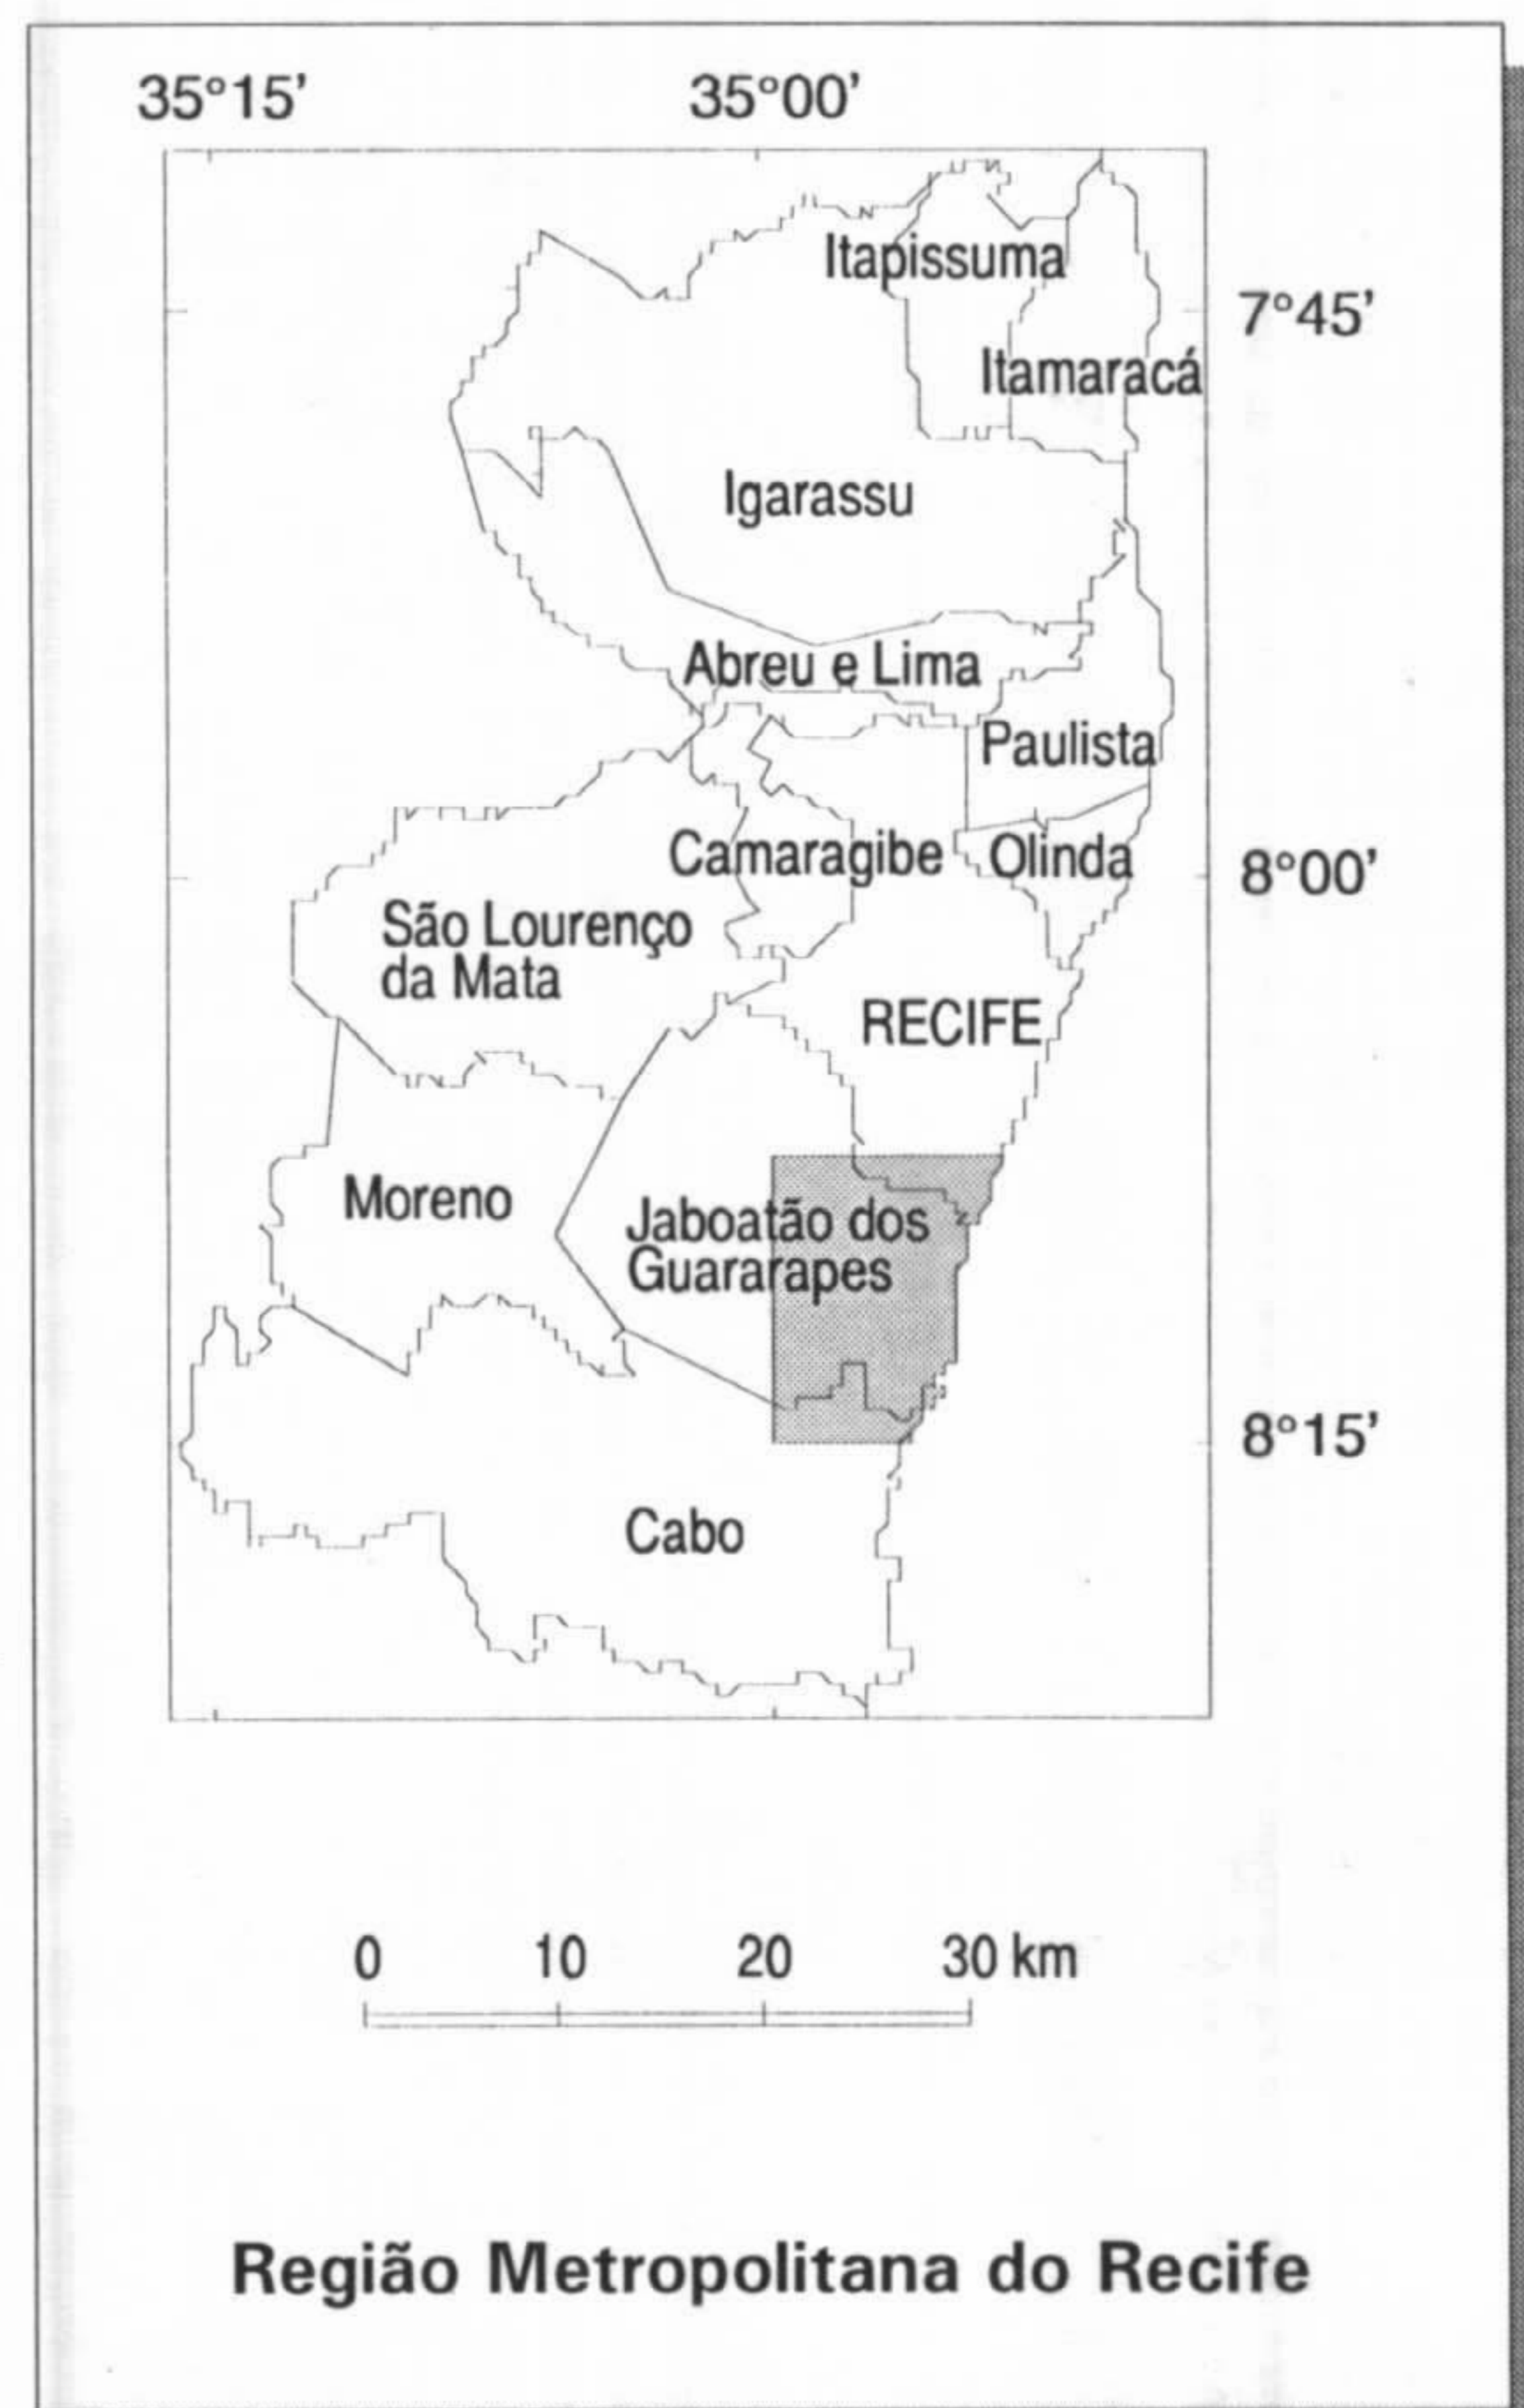 35°15' 35°00'
Itapissuma
7°45'
Itamaracá
Igarassu
Abreu e Lima
Paulista
Camaragibe
Olinda
8°00'
São Lourenço
da Mata
RECIFE
Moreno
Jaboatão dos
Guararapes
8°15'
Cabo
0 10 20 30 km
Região Metropolitana do Recife